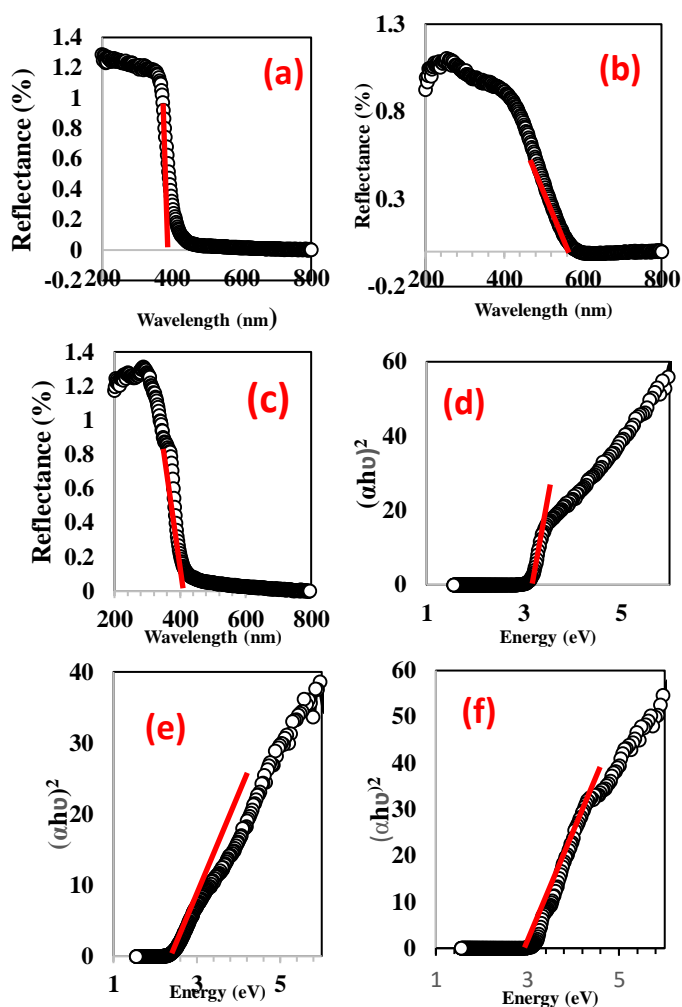 1.4
1.2
1
0.8
0.6
0.4
0.2
0
-0.2
200 400 600 800
Reflectance (%)
Wavelength (nm)
(a)
1.3
0.8
0.3
-0.2
200 400 600 800
Reflectance (%)
Wavelength (nm)
(b)
1.4
1.2
1
0.8
0.6
0.4
0.2
0
200 400 600 800
Reflectance (%)
Wavelength (nm)
(c)
60
40
20
0
1 3 5
(αhυ)²
Energy (eV)
(d)
40
30
20
10
0
1 3 5
(αhυ)²
Energy (eV)
(e)
60
50
40
30
20
10
0
1 3 5
(αhυ)²
Energy (eV)
(f)